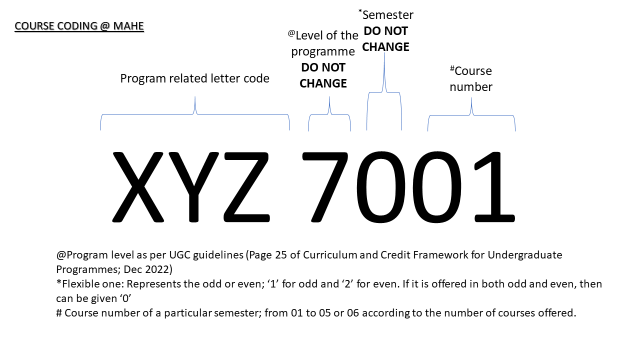 COURSE CODING @ MAHE
*Semester
DO NOT
CHANGE
@Level of the
programme
DO NOT
CHANGE
Program related letter code
#Course
number
XYZ 7001
@Program level as per UGC guidelines (Page 25 of Curriculum and Credit Framework for Undergraduate
Programmes; Dec 2022)
*Flexible one: Represents the odd or even; ‘1’ for odd and ‘2’ for even. If it is offered in both odd and even, then
can be given ‘0’
# Course number of a particular semester; from 01 to 05 or 06 according to the number of courses offered.